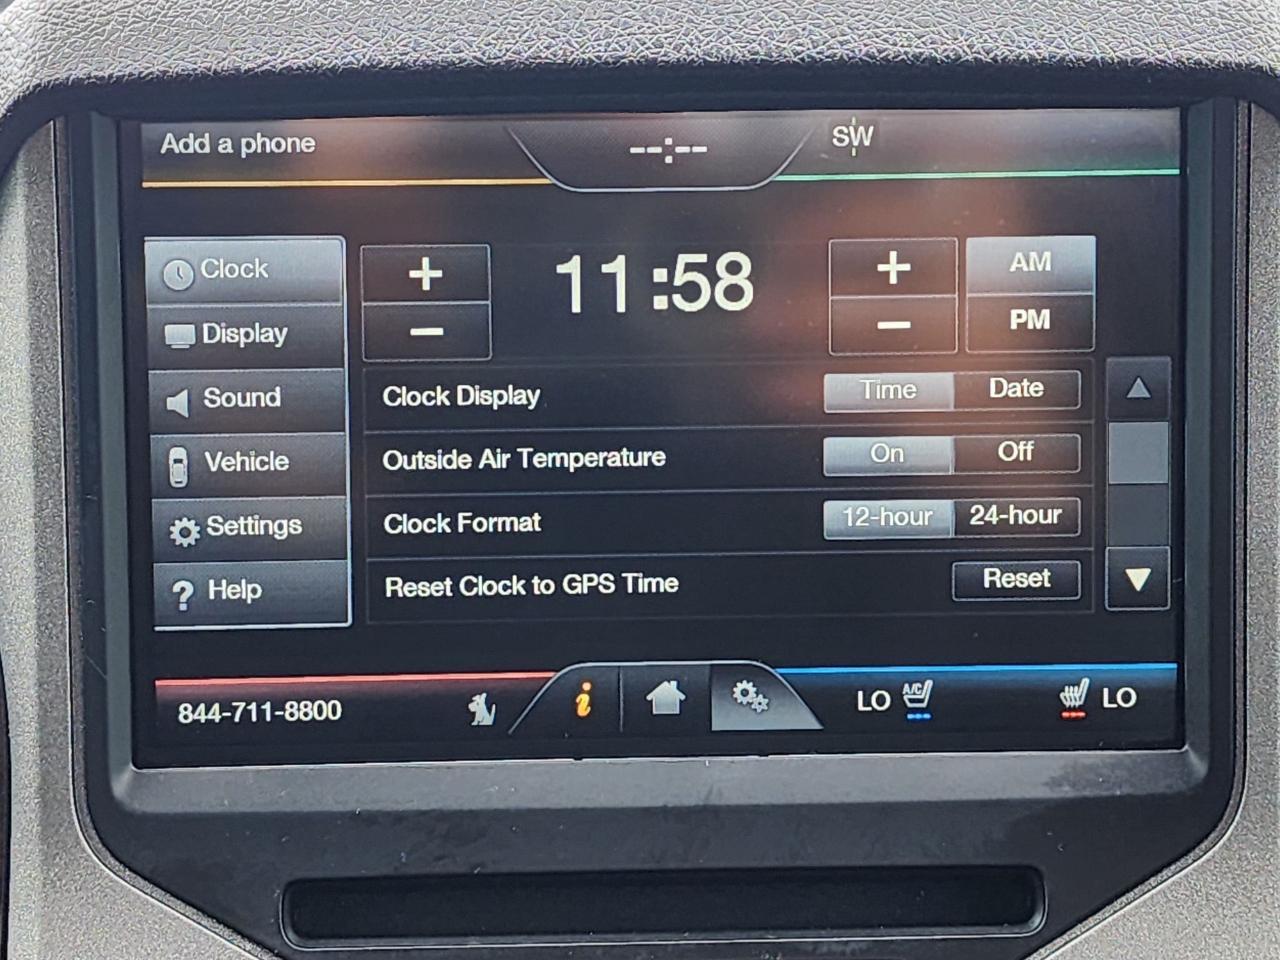 Add a phone
--:--
SW
Clock
Display
Sound
Vehicle
Settings
? Help
+
-
11:58
+
-
AM
PM
Clock Display
Time
Date
Outside Air Temperature
On
Off
Clock Format
12-hour
24-hour
Reset Clock to GPS Time
Reset
844-711-8800
i
LO
A/C
LO